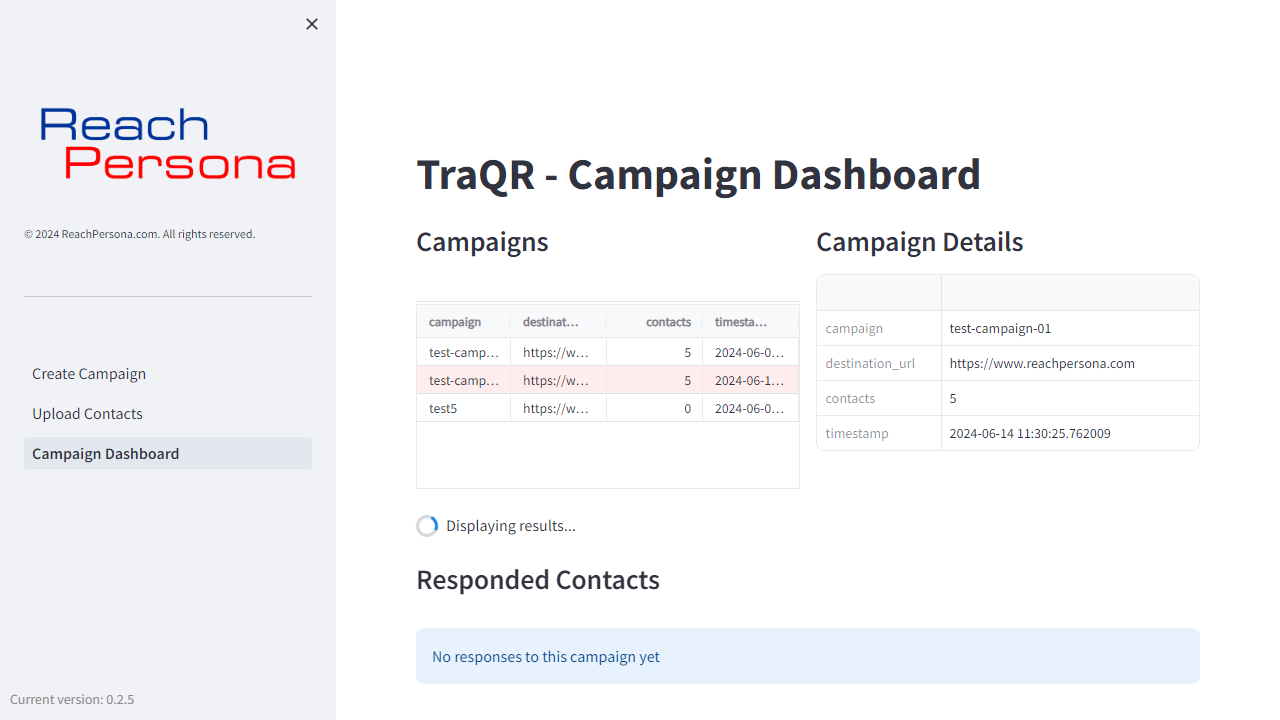 Reach
Persona
© 2024 ReachPersona.com. All rights reserved.
Create Campaign
Upload Contacts
Campaign Dashboard
Current version: 0.2.5
TraQR - Campaign Dashboard
Campaigns
campaign destinat… contacts timesta…
test-camp… https://w… 5 2024-06-0…
test-camp… https://w… 5 2024-06-1…
test5 https://w… 0 2024-06-0…
Campaign Details
campaign test-campaign-01
destination_url https://www.reachpersona.com
contacts 5
timestamp 2024-06-14 11:30:25.762009
Displaying results...
Responded Contacts
No responses to this campaign yet